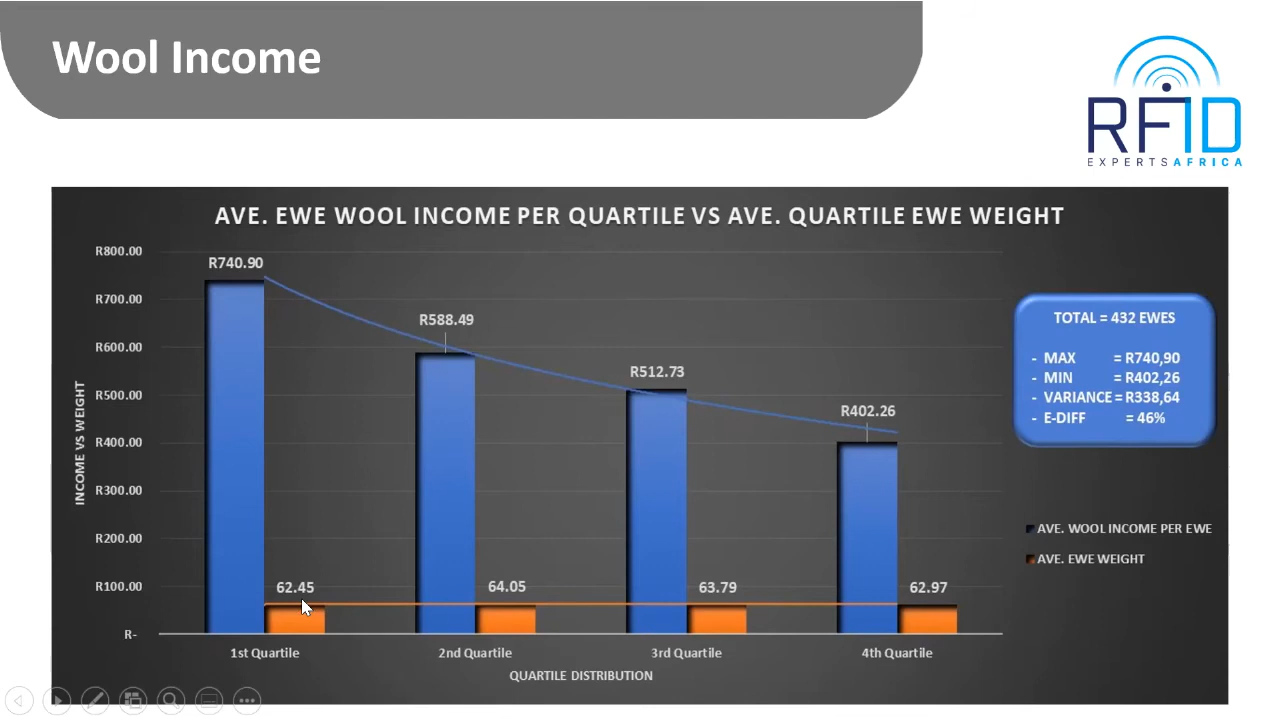 Wool Income
RFID
EXPERTSAFRICA
AVE. EWE WOOL INCOME PER QUARTILE VS AVE. QUARTILE EWE WEIGHT
INCOME VS WEIGHT
R800.00
R700.00
R600.00
R500.00
R400.00
R300.00
R200.00
R100.00
R-
R740.90
R588.49
R512.73
R402.26
62.45
64.05
63.79
62.97
1st Quartile
2nd Quartile
3rd Quartile
4th Quartile
QUARTILE DISTRIBUTION
TOTAL = 432 EWES
- MAX = R740,90
- MIN = R402,26
- VARIANCE = R338,64
- E-DIFF = 46%
AVE. WOOL INCOME PER EWE
AVE. EWE WEIGHT